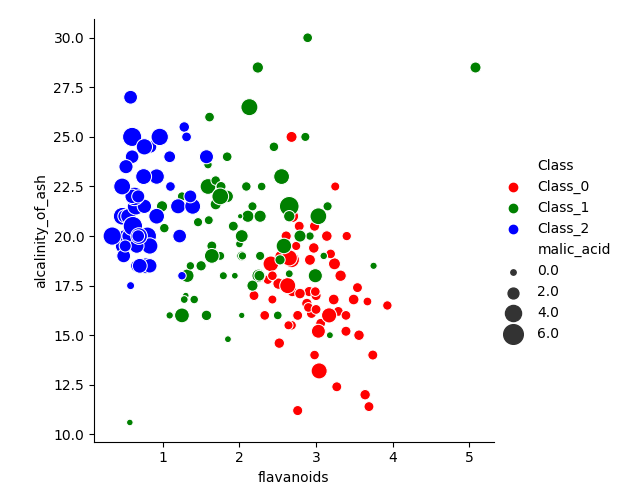 30.0
27.5
25.0
22.5
20.0
17.5
15.0
12.5
10.0
alcalinity_of_ash
1 2 3 4 5
flavanoids
Class
Class_0
Class_1
Class_2
malic_acid
0.0
2.0
4.0
6.0